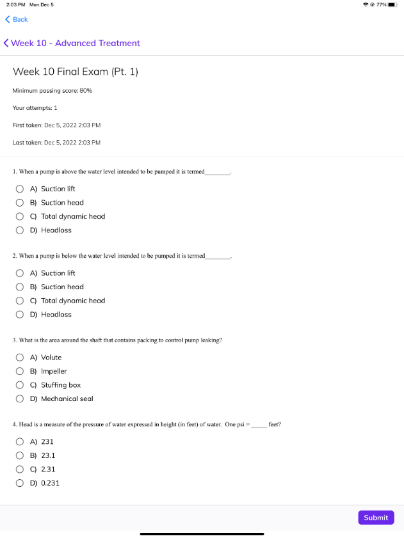 2:03 PM Mon Dec 5
77%
Back
Week 10 - Advanced Treatment
Week 10 Final Exam (Pt. 1)
Minimum passing score: 80%
Your attempts: 1
First taken: Dec 5, 2022 2:03 PM
Last taken: Dec 5, 2022 2:03 PM
1. When a pump is above the water level intended to be pumped it is termed________.
A) Suction lift
B) Suction head
C) Total dynamic head
D) Headloss
2. When a pump is below the water level intended to be pumped it is termed________.
A) Suction lift
B) Suction head
C) Total dynamic head
D) Headloss
3. What is the area around the shaft that contains packing to control pump leaking?
A) Volute
B) Impeller
C) Stuffing box
D) Mechanical seal
4. Head is a measure of the pressure of water expressed in height (in feet) of water. One psi = _____ feet?
A) 231
B) 23.1
C) 2.31
D) 0.231
Submit